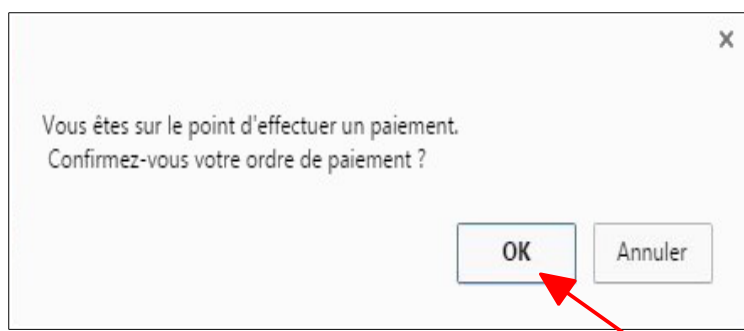 Vous êtes sur le point d'effectuer un paiement.
Confirmez-vous votre ordre de paiement ?
OK
Annuler